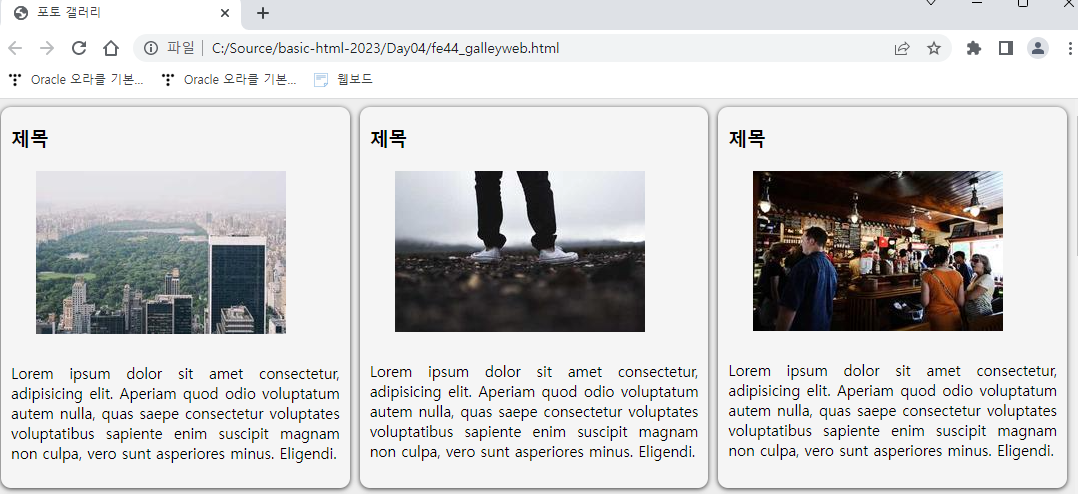 포토 갤러리
파일 C:/Source/basic-html-2023/Day04/fe44_galleyweb.html
Oracle 오라클 기본... Oracle 오라클 기본... 웹보드
제목
Lorem ipsum dolor sit amet consectetur,
adipisicing elit. Aperiam quod odio voluptatum
autem nulla, quas saepe consectetur voluptates
voluptatibus sapiente enim suscipit magnam
non culpa, vero sunt asperiores minus. Eligendi.
제목
Lorem ipsum dolor sit amet consectetur,
adipisicing elit. Aperiam quod odio voluptatum
autem nulla, quas saepe consectetur voluptates
voluptatibus sapiente enim suscipit magnam
non culpa, vero sunt asperiores minus. Eligendi.
제목
Lorem ipsum dolor sit amet consectetur,
adipisicing elit. Aperiam quod odio voluptatum
autem nulla, quas saepe consectetur voluptates
voluptatibus sapiente enim suscipit magnam
non culpa, vero sunt asperiores minus. Eligendi.